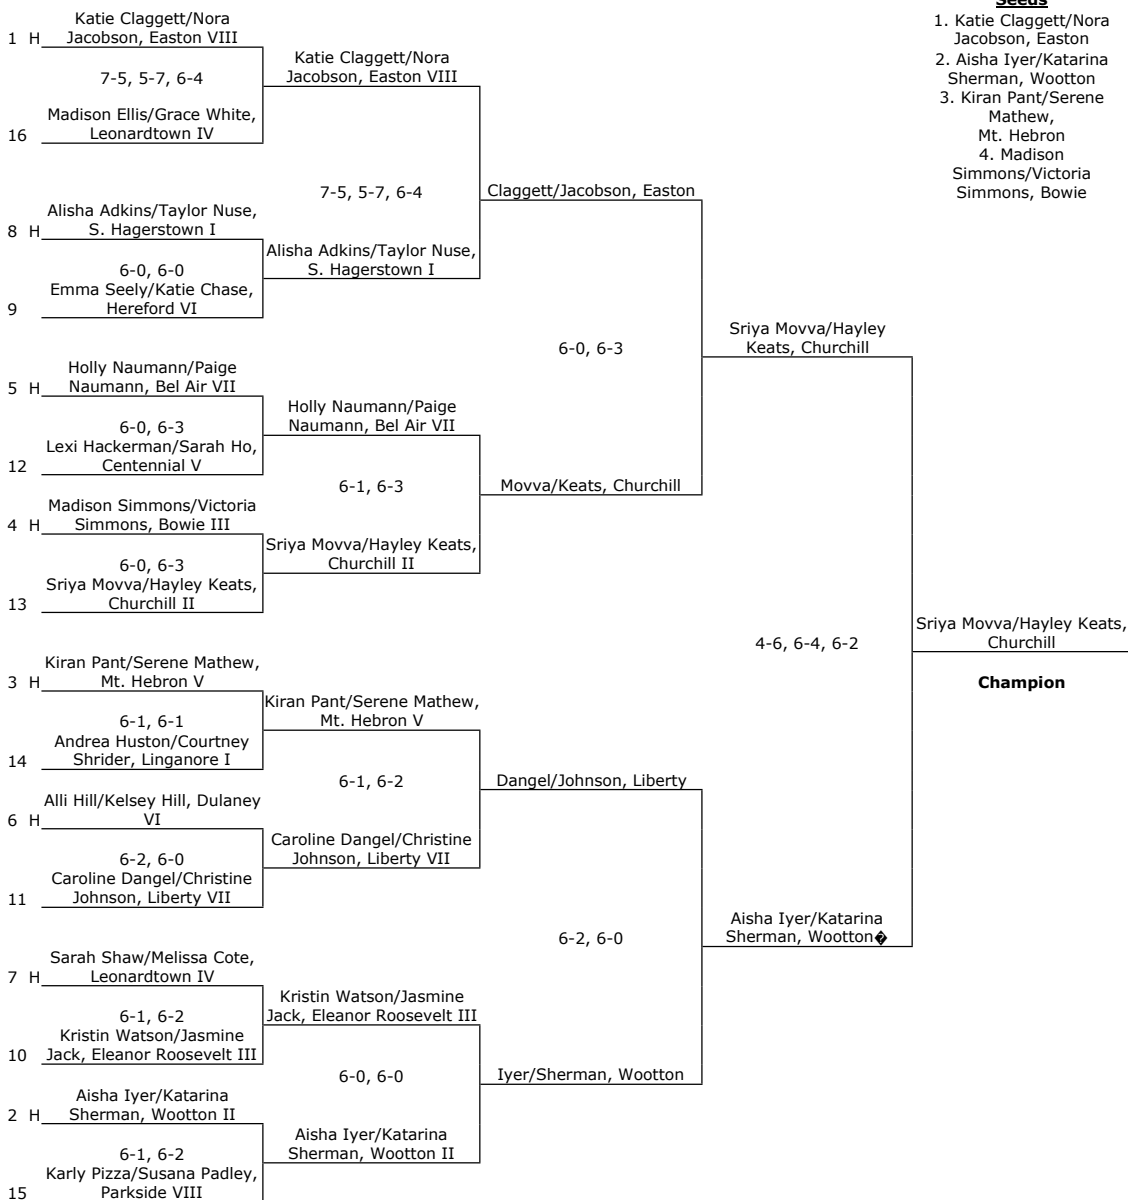 Seeds
1. Katie Claggett/Nora
Jacobson, Easton
2. Aisha Iyer/Katarina
Sherman, Wootton
3. Kiran Pant/Serene
Mathew,
Mt. Hebron
4. Madison
Simmons/Victoria
Simmons, Bowie
Katie Claggett/Nora
1 H Jacobson, Easton VIII
7-5, 5-7, 6-4
Madison Ellis/Grace White,
16 Leonardtown IV
Alisha Adkins/Taylor Nuse,
8 H S. Hagerstown I
6-0, 6-0
Emma Seely/Katie Chase,
9 Hereford VI
Holly Naumann/Paige
5 H Naumann, Bel Air VII
6-0, 6-3
Lexi Hackerman/Sarah Ho,
12 Centennial V
Madison Simmons/Victoria
4 H Simmons, Bowie III
6-0, 6-3
Sriya Movva/Hayley Keats,
13 Churchill II
Kiran Pant/Serene Mathew,
3 H Mt. Hebron V
6-1, 6-1
Andrea Huston/Courtney
14 Shrider, Linganore I
Alli Hill/Kelsey Hill, Dulaney
6 H VI
6-2, 6-0
Caroline Dangel/Christine
11 Johnson, Liberty VII
Sarah Shaw/Melissa Cote,
7 H Leonardtown IV
6-1, 6-2
Kristin Watson/Jasmine
10 Jack, Eleanor Roosevelt III
Aisha Iyer/Katarina
2 H Sherman, Wootton II
6-1, 6-2
Karly Pizza/Susana Padley,
15 Parkside VIII
Katie Claggett/Nora
Jacobson, Easton VIII
7-5, 5-7, 6-4
Alisha Adkins/Taylor Nuse,
S. Hagerstown I
Holly Naumann/Paige
Naumann, Bel Air VII
6-1, 6-3
Sriya Movva/Hayley Keats,
Churchill II
Kiran Pant/Serene Mathew,
Mt. Hebron V
6-1, 6-2
Caroline Dangel/Christine
Johnson, Liberty VII
Kristin Watson/Jasmine
Jack, Eleanor Roosevelt III
6-0, 6-0
Aisha Iyer/Katarina
Sherman, Wootton II
Claggett/Jacobson, Easton
6-0, 6-3
Movva/Keats, Churchill
Dangel/Johnson, Liberty
6-2, 6-0
Iyer/Sherman, Wootton
Sriya Movva/Hayley
Keats, Churchill
4-6, 6-4, 6-2
Aisha Iyer/Katarina
Sherman, Wootton�
Sriya Movva/Hayley Keats,
Churchill
Champion